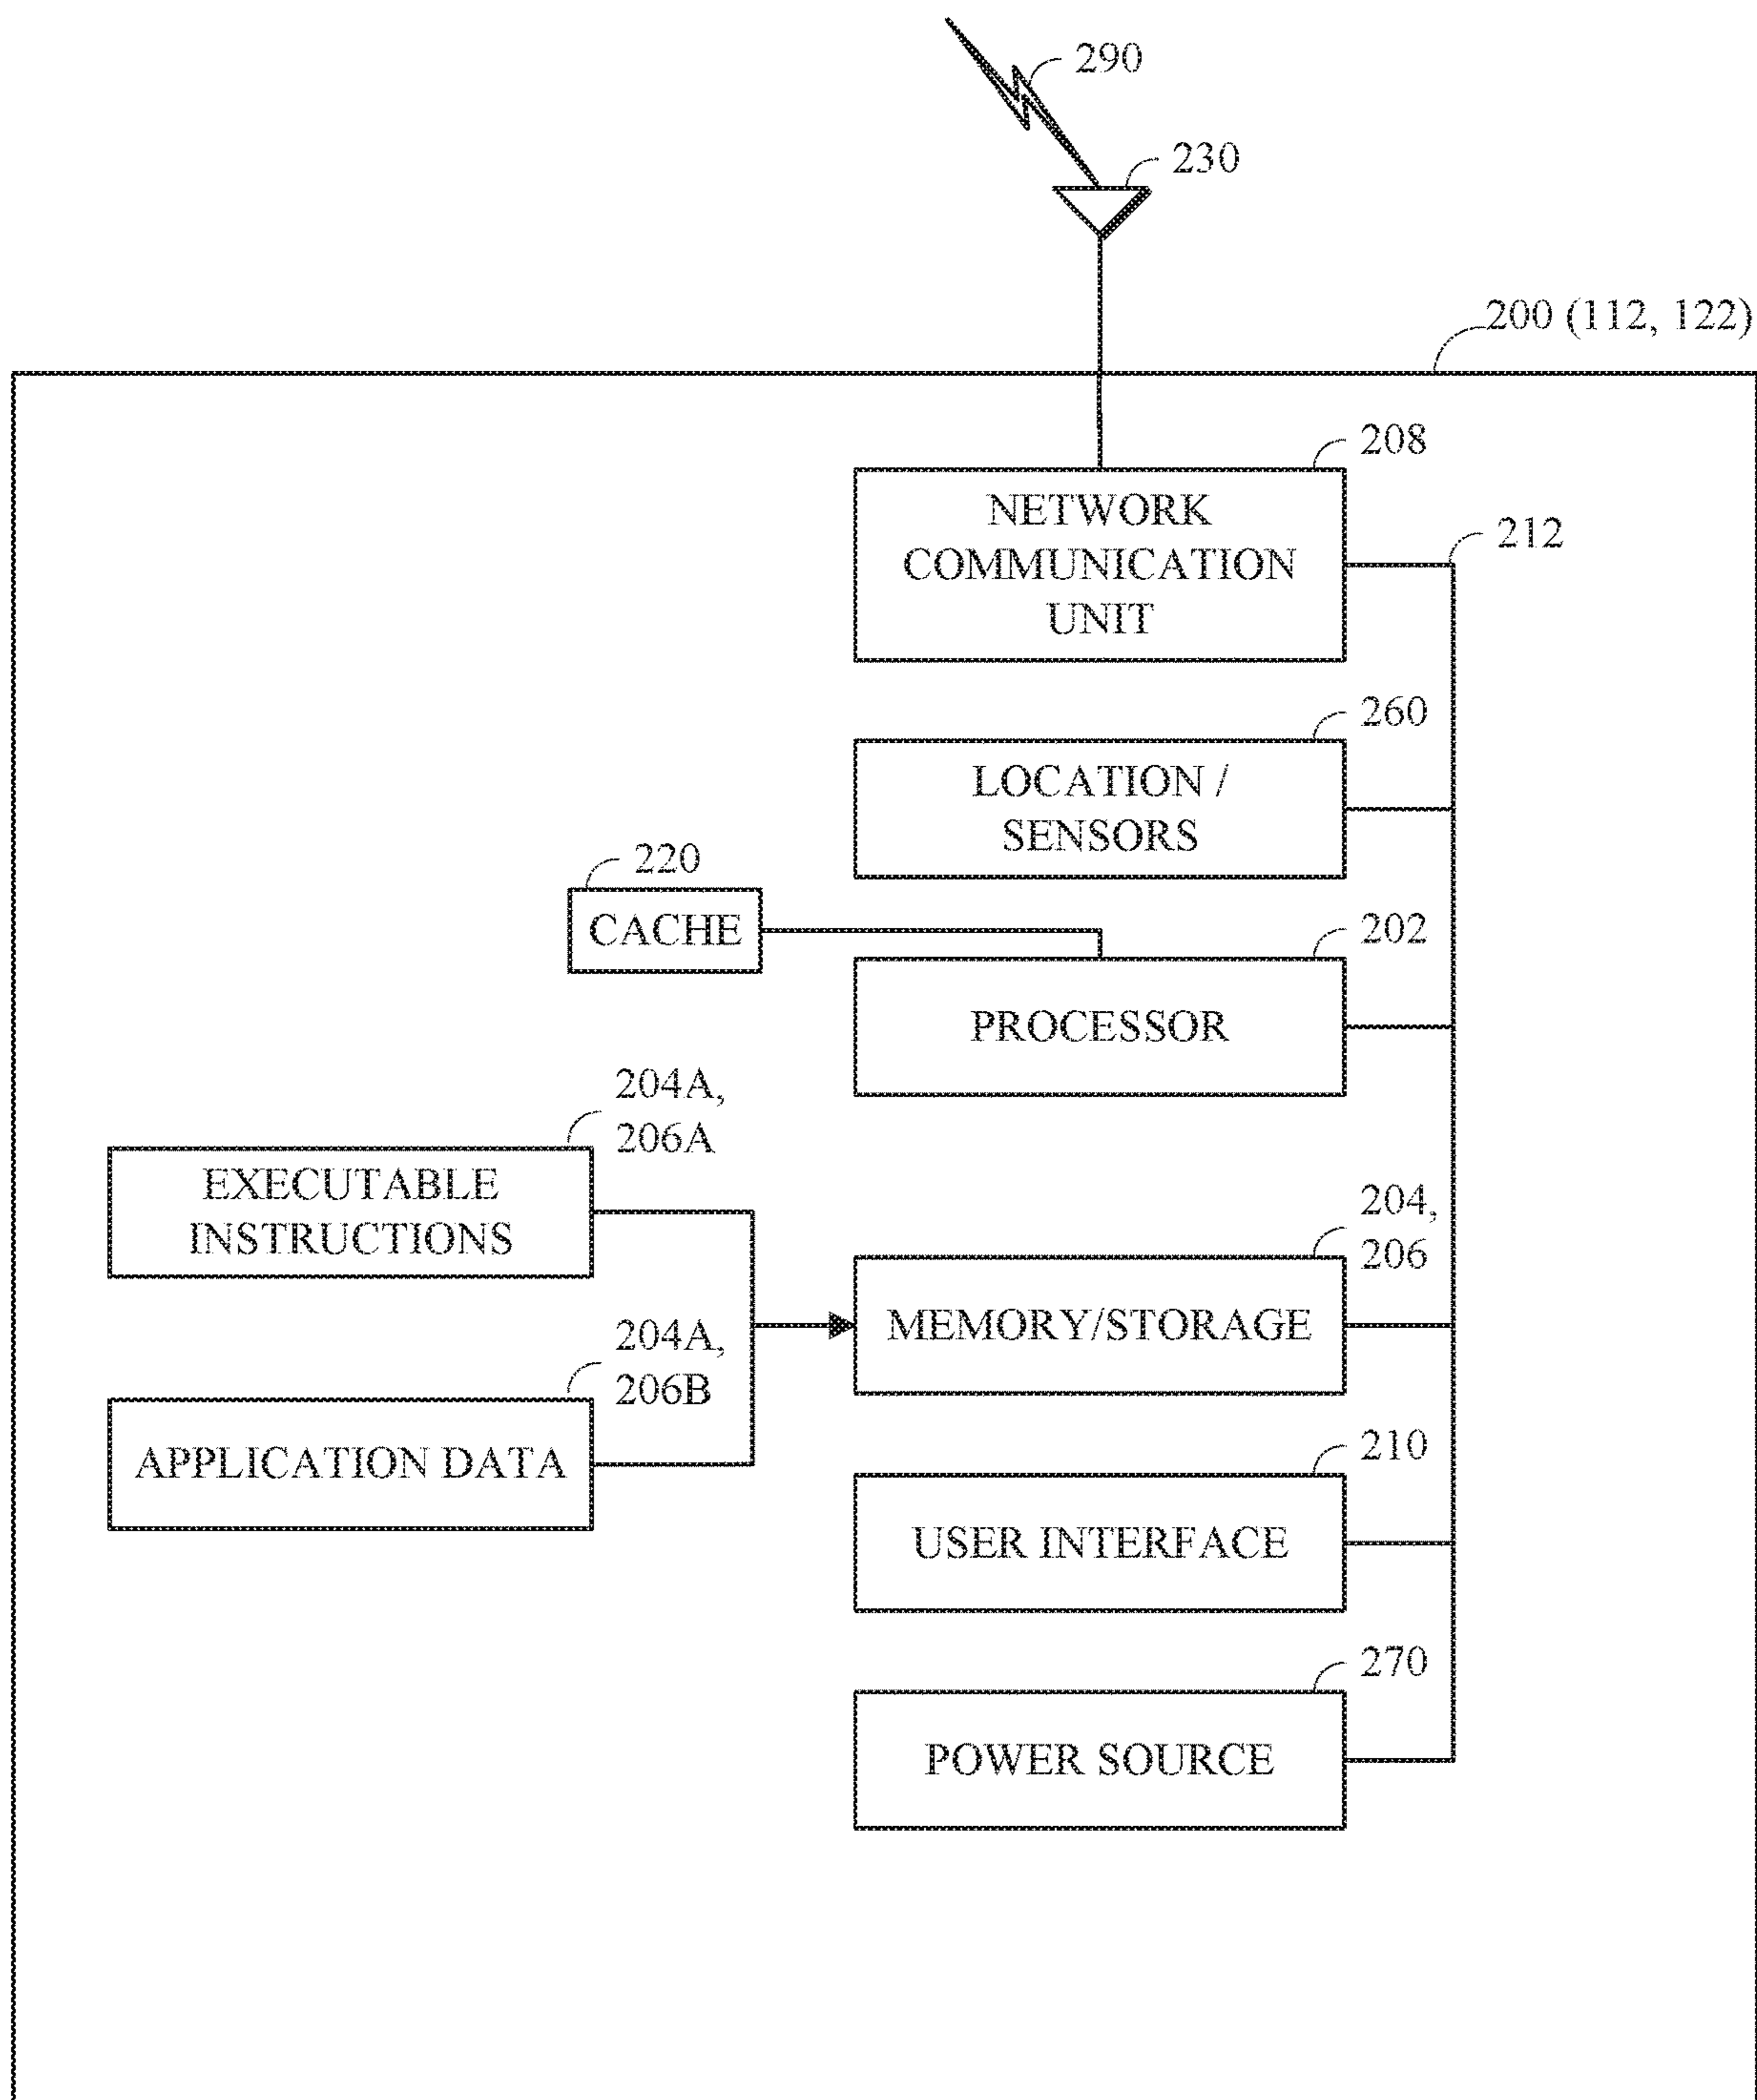 290
230
200 (112, 122)
208
NETWORK
COMMUNICATION
UNIT
212
260
LOCATION /
SENSORS
220
CACHE
202
PROCESSOR
204A,
206A
EXECUTABLE
INSTRUCTIONS
204,
206
MEMORY/STORAGE
204A,
206B
APPLICATION DATA
210
USER INTERFACE
270
POWER SOURCE